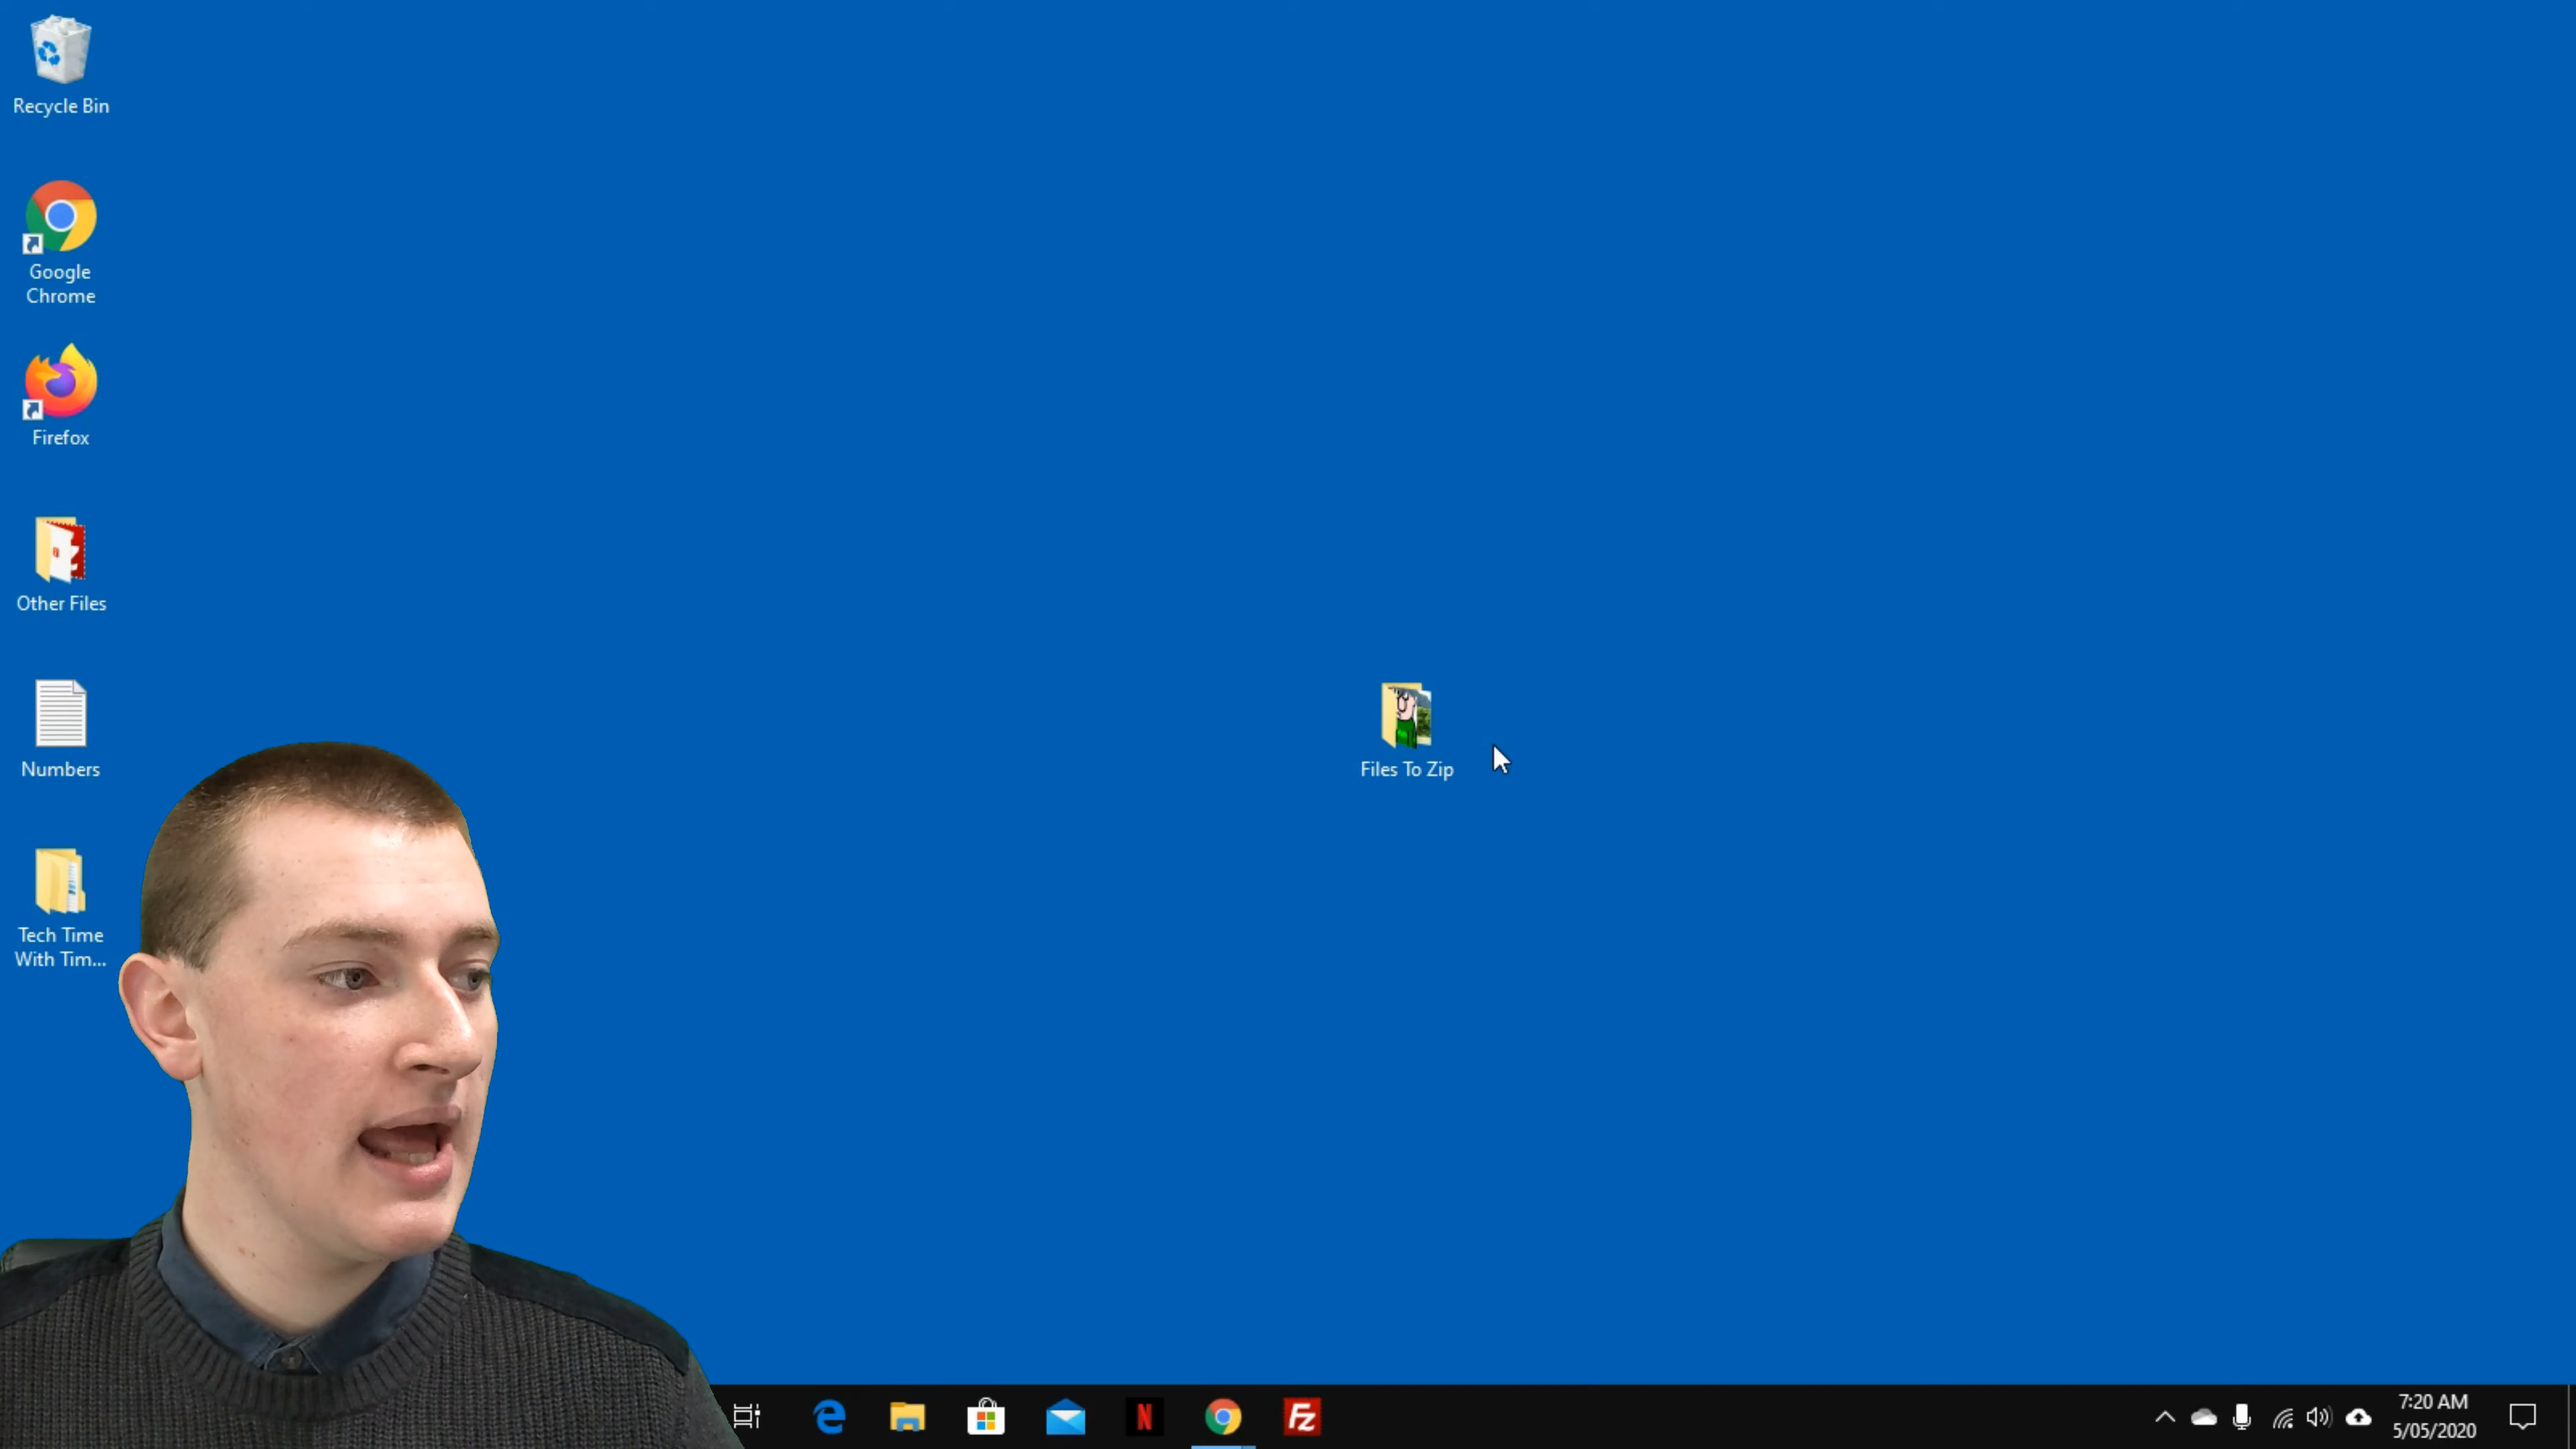 Recycle Bin
Google
Chrome
Firefox
Other Files
Numbers
Tech Time
With Tim...
Files To Zip
N
Fz
7:20 AM
5/05/2020